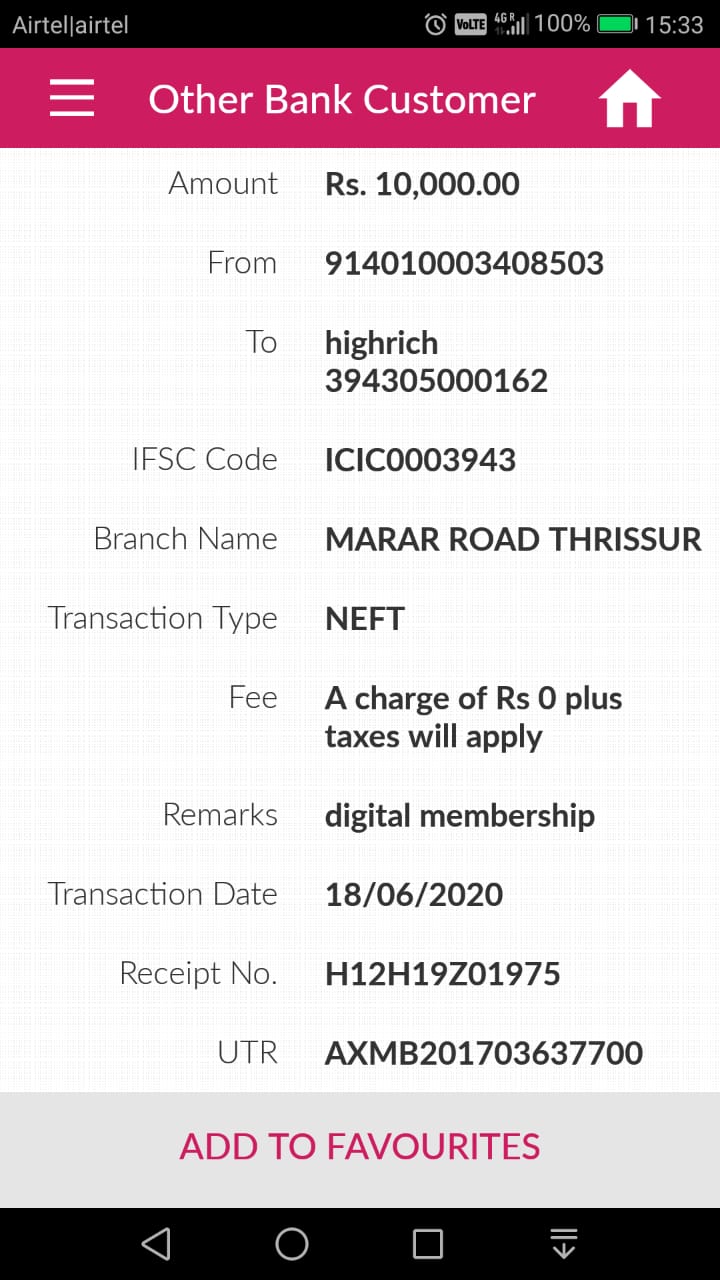 Airtel|airtel VoLTE 4G R 100% 15:33
Other Bank Customer
Amount Rs. 10,000.00
From 914010003408503
To highrich
394305000162
IFSC Code ICIC0003943
Branch Name MARAR ROAD THRISSUR
Transaction Type NEFT
Fee A charge of Rs 0 plus
taxes will apply
Remarks digital membership
Transaction Date 18/06/2020
Receipt No. H12H19Z01975
UTR AXMB201703637700
ADD TO FAVOURITES